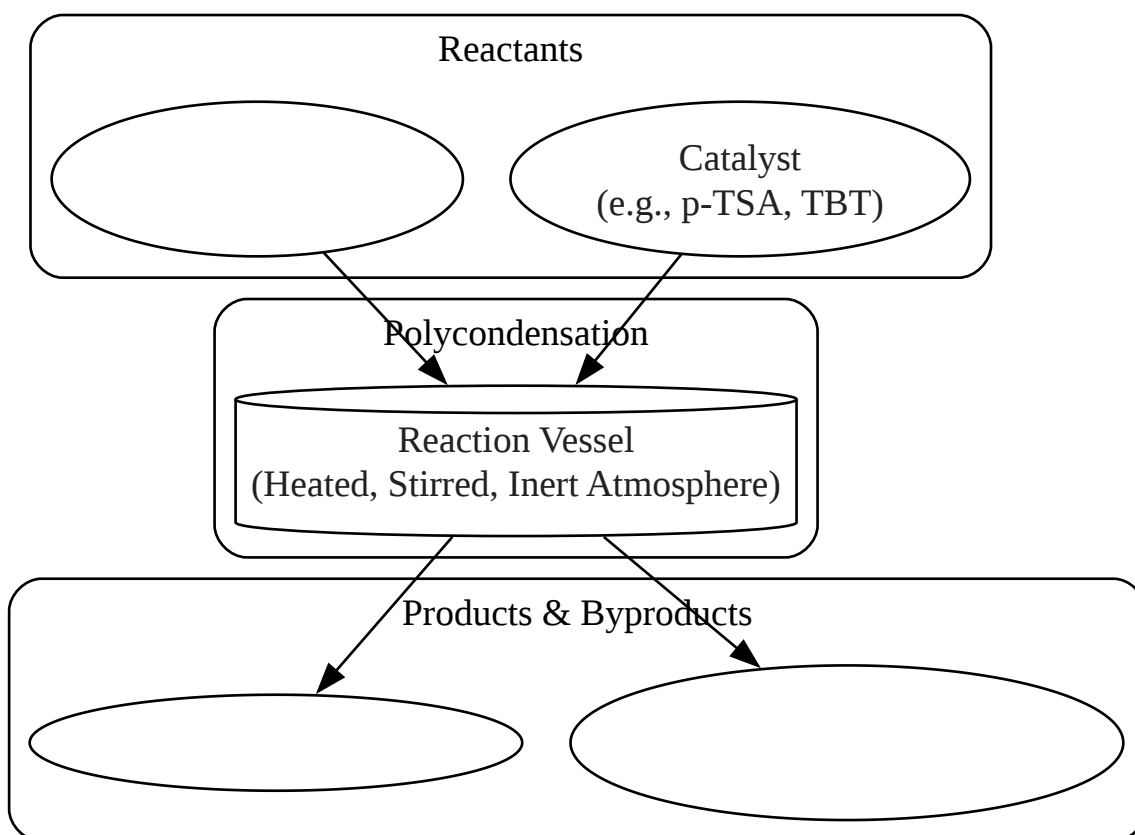 Reactants
Catalyst
(e.g., p-TSA, TBT)
Polycondensation
Reaction Vessel
(Heated, Stirred, Inert Atmosphere)
Products & Byproducts